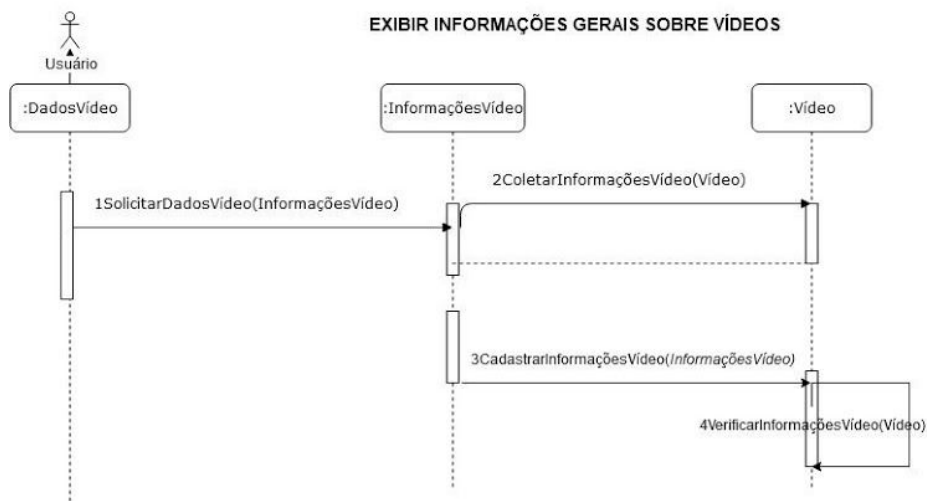 EXIBIR INFORMAÇÕES GERAIS SOBRE VÍDEOS
Usuário
:DadosVídeo
:InformaçõesVídeo
:Vídeo
2ColetarInformaçõesVídeo(Vídeo)
1SolicitarDadosVídeo(InformaçõesVídeo)
3CadastrarInformaçõesVídeo(InformaçõesVídeo)
4VerificarInformaçõesVídeo(Vídeo)